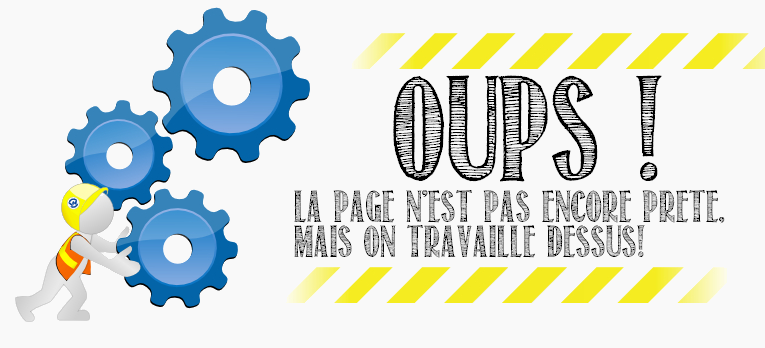 OUPS !
LA PAGE N'EST PAS ENCORE PRETE,
MAIS ON TRAVAILLE DESSUS!